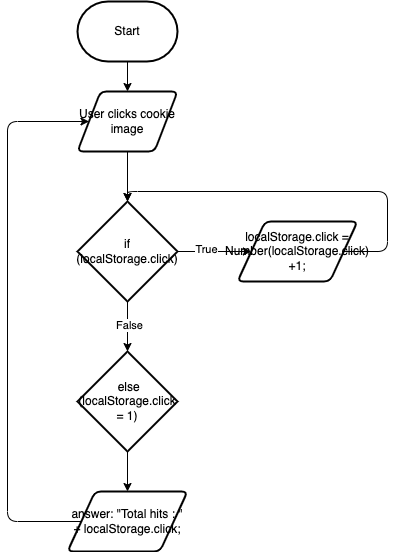 Start
User clicks cookie
image
if
(localStorage.click)
True
localStorage.click =
Number(localStorage.click)
+1;
False
else
(localStorage.click
= 1)
answer: "Total hits : "
+ localStorage.click;